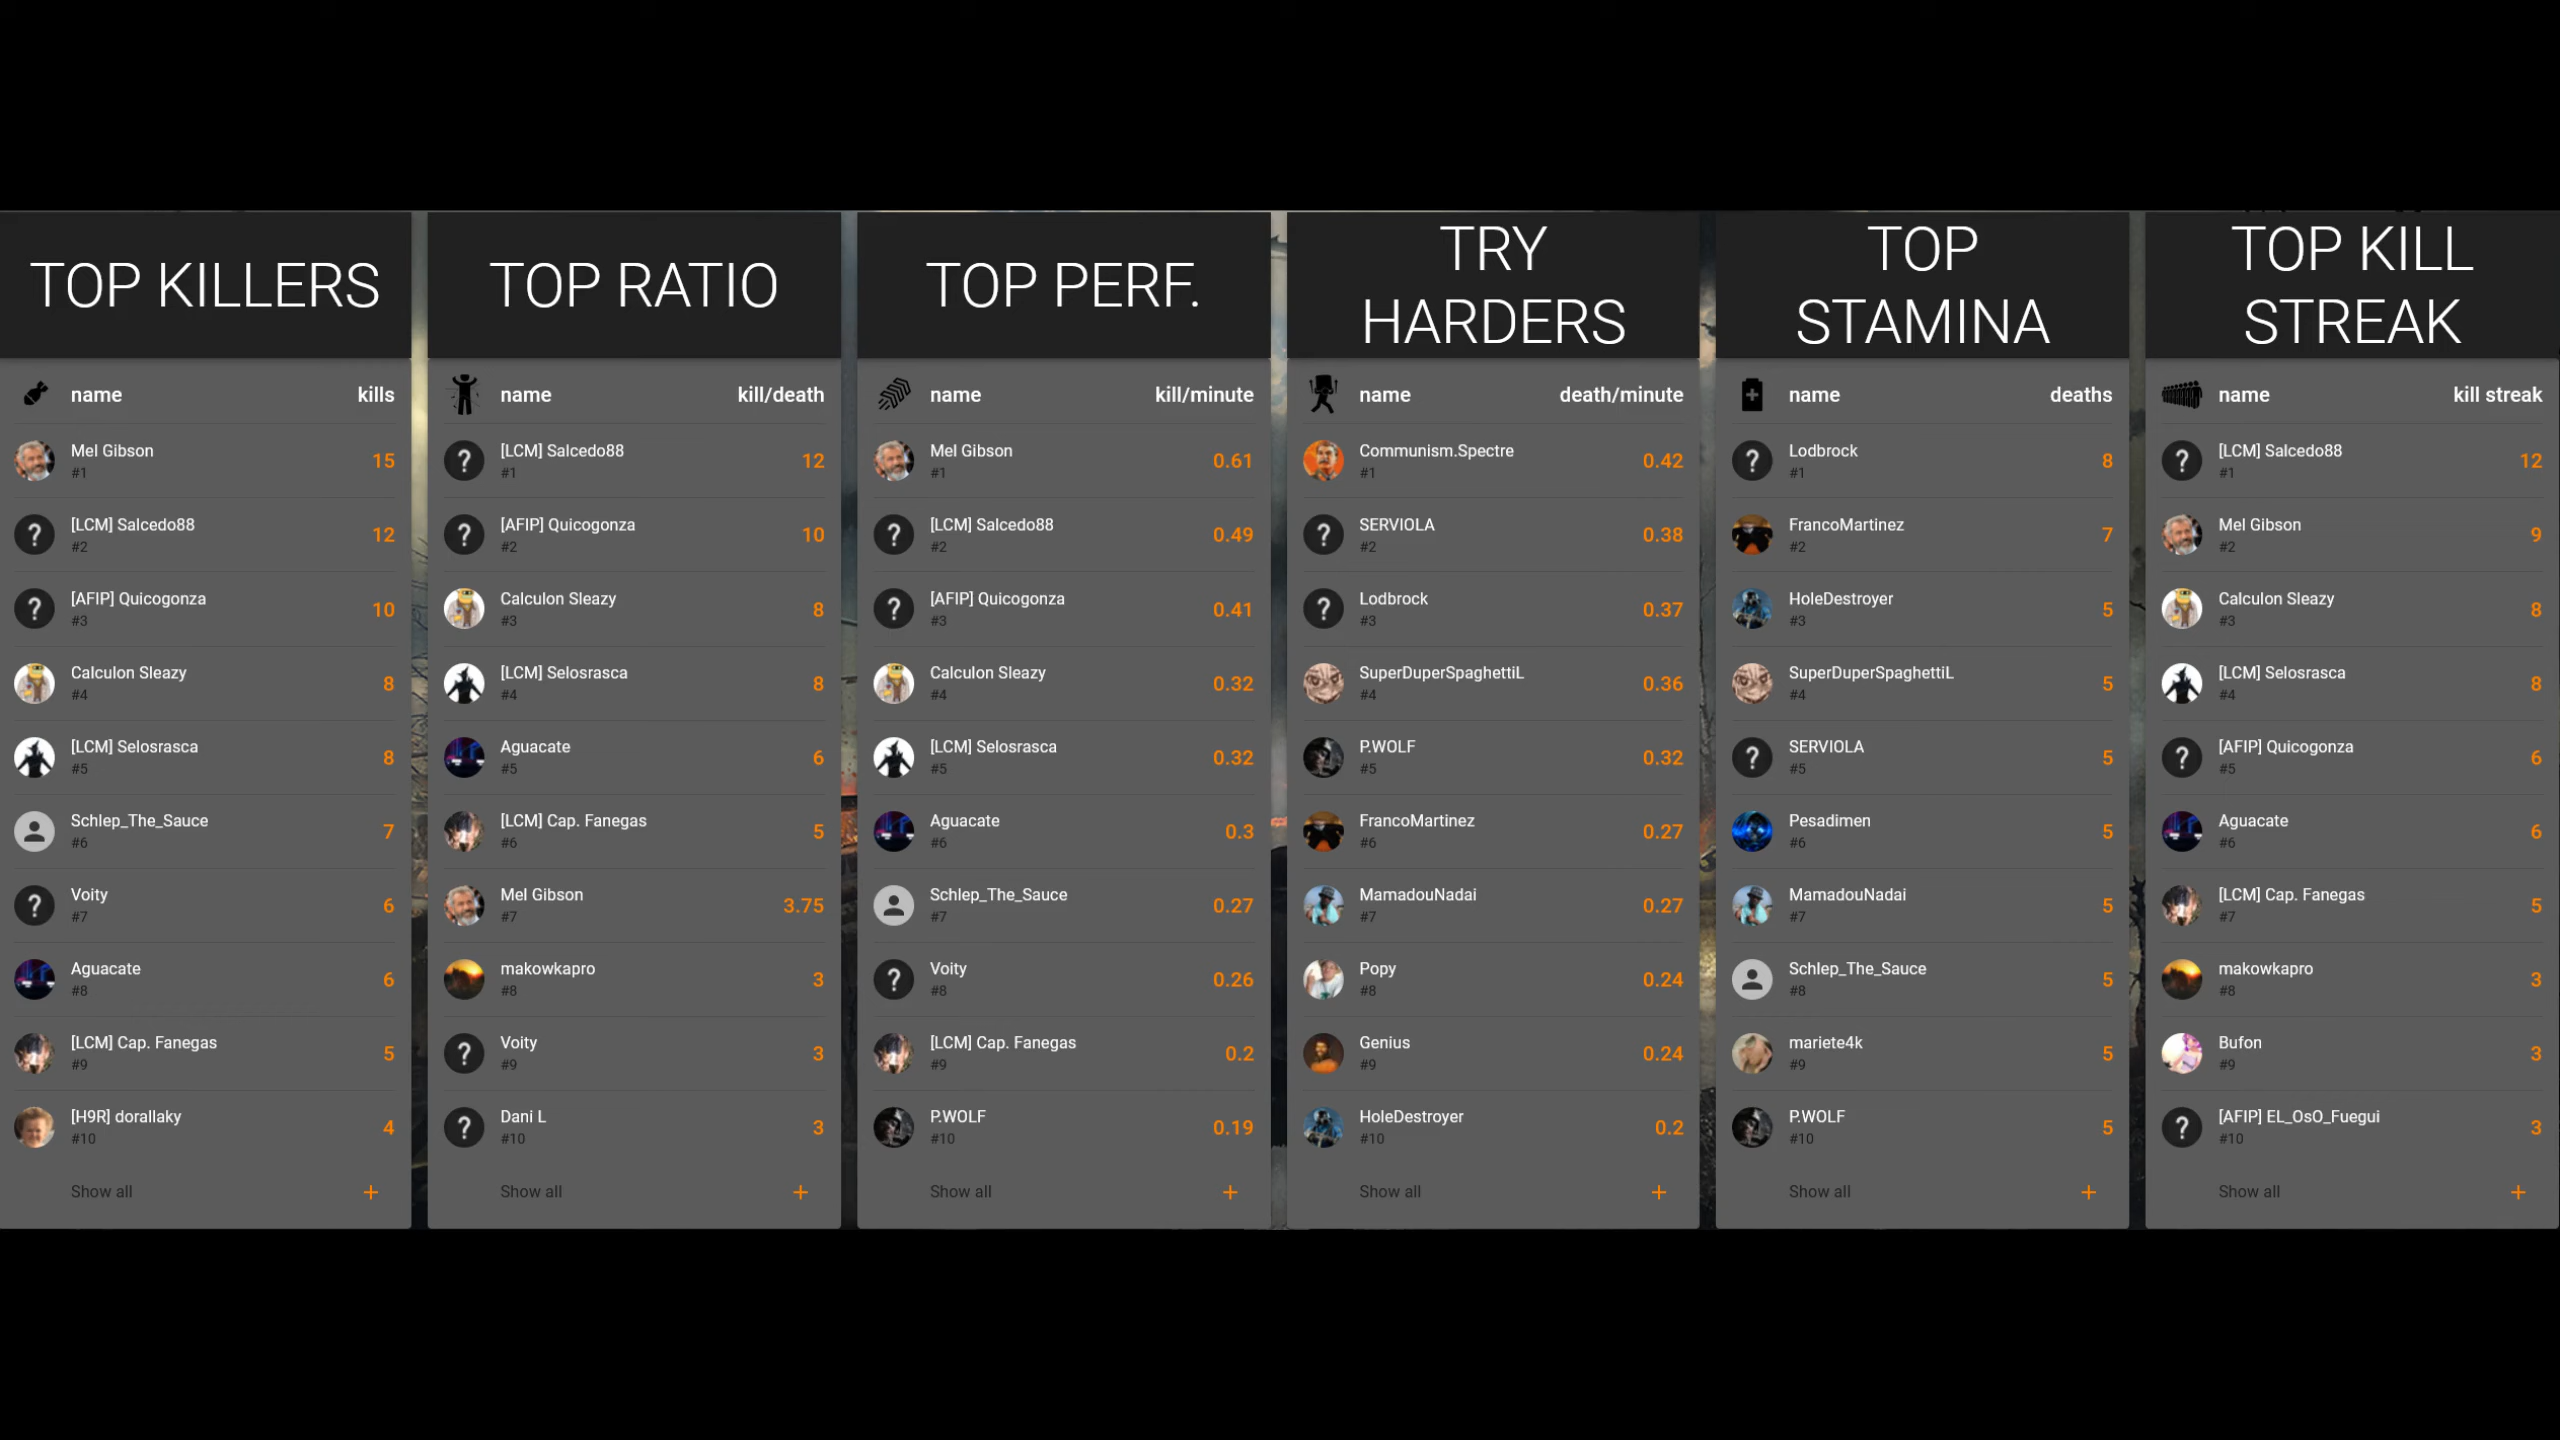 TOP KILLERS
name kills
Mel Gibson 15
#1
[LCM] Salcedo88 12
#2
[AFIP] Quicogonza 10
#3
Calculon Sleazy 8
#4
[LCM] Selosrasca 8
#5
Schlep_The_Sauce 7
#6
Voity 6
#7
Aguacate 6
#8
[LCM] Cap. Fanegas 5
#9
[H9R] dorallaky 4
#10
Show all +
TOP RATIO
name kill/death
[LCM] Salcedo88 12
#1
[AFIP] Quicogonza 10
#2
Calculon Sleazy 8
#3
[LCM] Selosrasca 8
#4
Aguacate 6
#5
[LCM] Cap. Fanegas 5
#6
Mel Gibson 3.75
#7
makowkapro 3
#8
Voity 3
#9
Dani L 3
#10
Show all +
TOP PERF.
name kill/minute
Mel Gibson 0.61
#1
[LCM] Salcedo88 0.49
#2
[AFIP] Quicogonza 0.41
#3
Calculon Sleazy 0.32
#4
[LCM] Selosrasca 0.32
#5
Aguacate 0.3
#6
Schlep_The_Sauce 0.27
#7
Voity 0.26
#8
[LCM] Cap. Fanegas 0.2
#9
P.WOLF 0.19
#10
Show all +
TRY
HARDERS
name death/minute
Communism.Spectre 0.42
#1
SERVIOLA 0.38
#2
Lodbrock 0.37
#3
SuperDuperSpaghettiL 0.36
#4
P.WOLF 0.32
#5
FrancoMartinez 0.27
#6
MamadouNadai 0.27
#7
Popy 0.24
#8
Genius 0.24
#9
HoleDestroyer 0.2
#10
Show all +
TOP
STAMINA
name deaths
Lodbrock 8
#1
FrancoMartinez 7
#2
HoleDestroyer 5
#3
SuperDuperSpaghettiL 5
#4
SERVIOLA 5
#5
Pesadimen 5
#6
MamadouNadai 5
#7
Schlep_The_Sauce 5
#8
mariete4k 5
#9
P.WOLF 5
#10
Show all +
TOP KILL
STREAK
name kill streak
[LCM] Salcedo88 12
#1
Mel Gibson 9
#2
Calculon Sleazy 8
#3
[LCM] Selosrasca 8
#4
[AFIP] Quicogonza 6
#5
Aguacate 6
#6
[LCM] Cap. Fanegas 5
#7
makowkapro 3
#8
Bufon 3
#9
[AFIP] EL_OsO_Fuegui 3
#10
Show all +